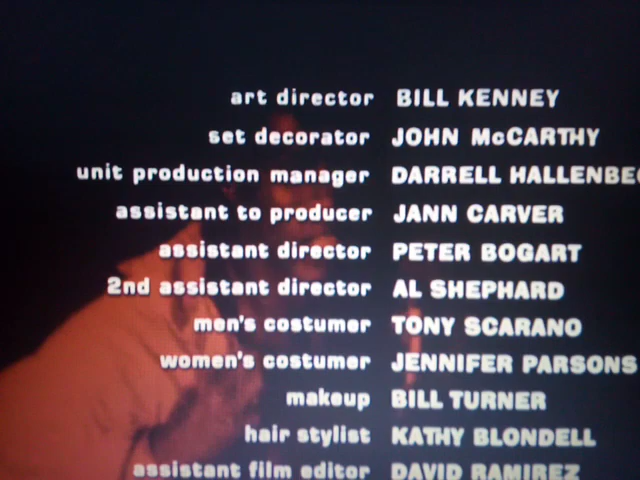 art director BILL KENNEY
set decorator JOHN McCARTHY
unit production manager DARRELL HALLENBEC
assistant to producer JANN CARVER
assistant director PETER BOGART
2nd assistant director AL SHEPHARD
men's costumer TONY SCARANO
women's costumer JENNIFER PARSONS
makeup BILL TURNER
hair stylist KATHY BLONDELL
assistant film editor DAVID RAMIREZ